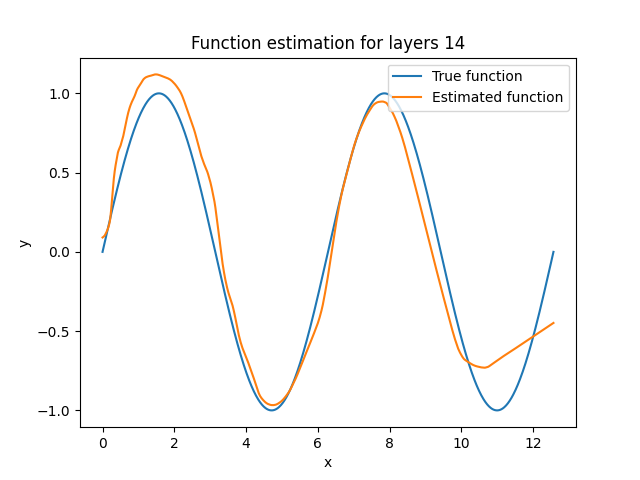 Function estimation for layers 14
True function
Estimated function
1.0
0.5
0.0
−0.5
−1.0
y
0 2 4 6 8 10 12
x